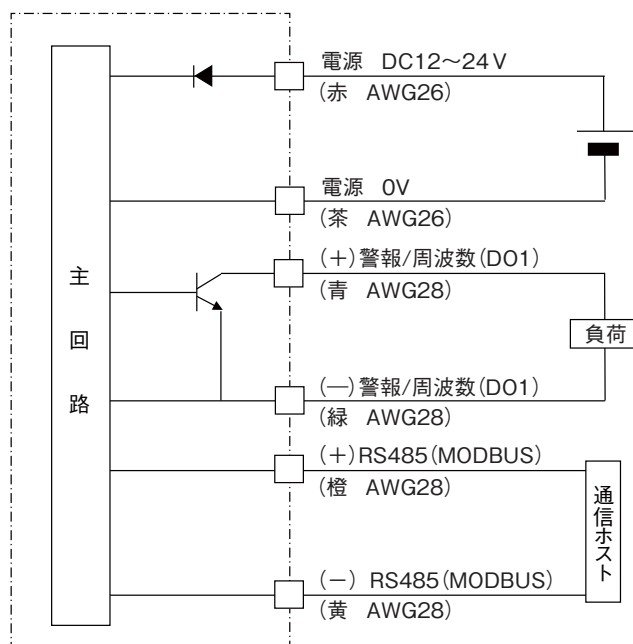 電源 DC12～24V
(赤 AWG26)
電源 0V
(茶 AWG26)
(+)警報/周波数(DO1)
(青 AWG28)
主回路
負荷
(—)警報/周波数(DO1)
(緑 AWG28)
(+)RS485(MODBUS)
(橙 AWG28)
通信ホスト
(−) RS485(MODBUS)
(黄 AWG28)